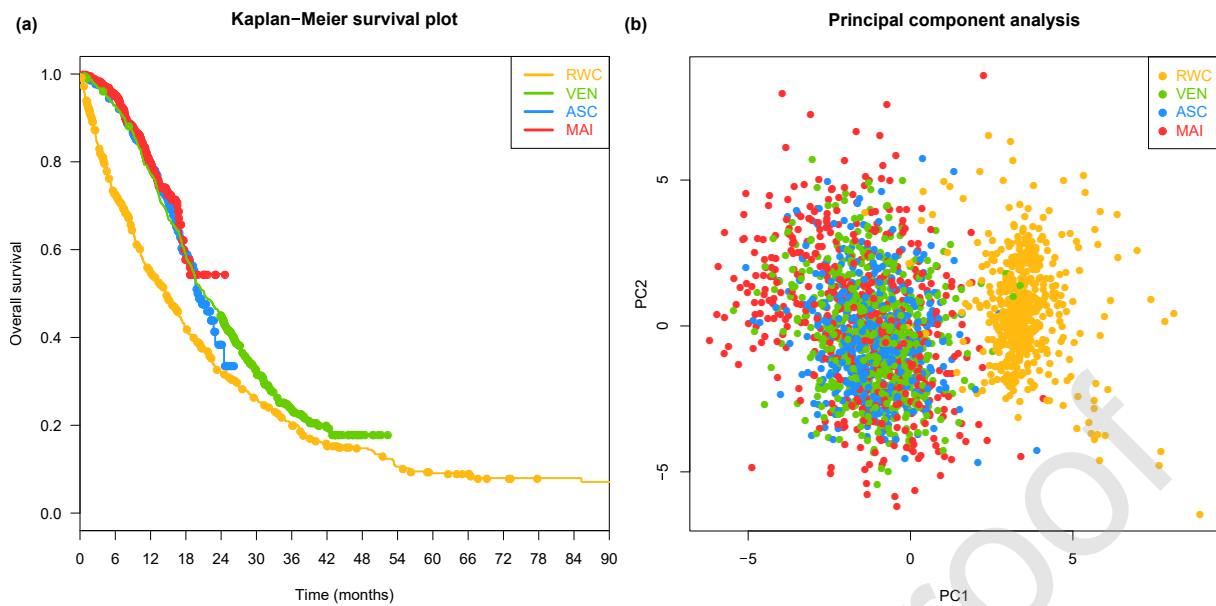 (a)
Kaplan−Meier survival plot
RWC
VEN
ASC
MAI
Overall survival
1.0
0.8
0.6
0.4
0.2
0.0
0 6 12 18 24 30 36 42 48 54 60 66 72 78 84 90
Time (months)
(b)
Principal component analysis
RWC
VEN
ASC
MAI
PC2
5
0
−5
−5 0 5
PC1